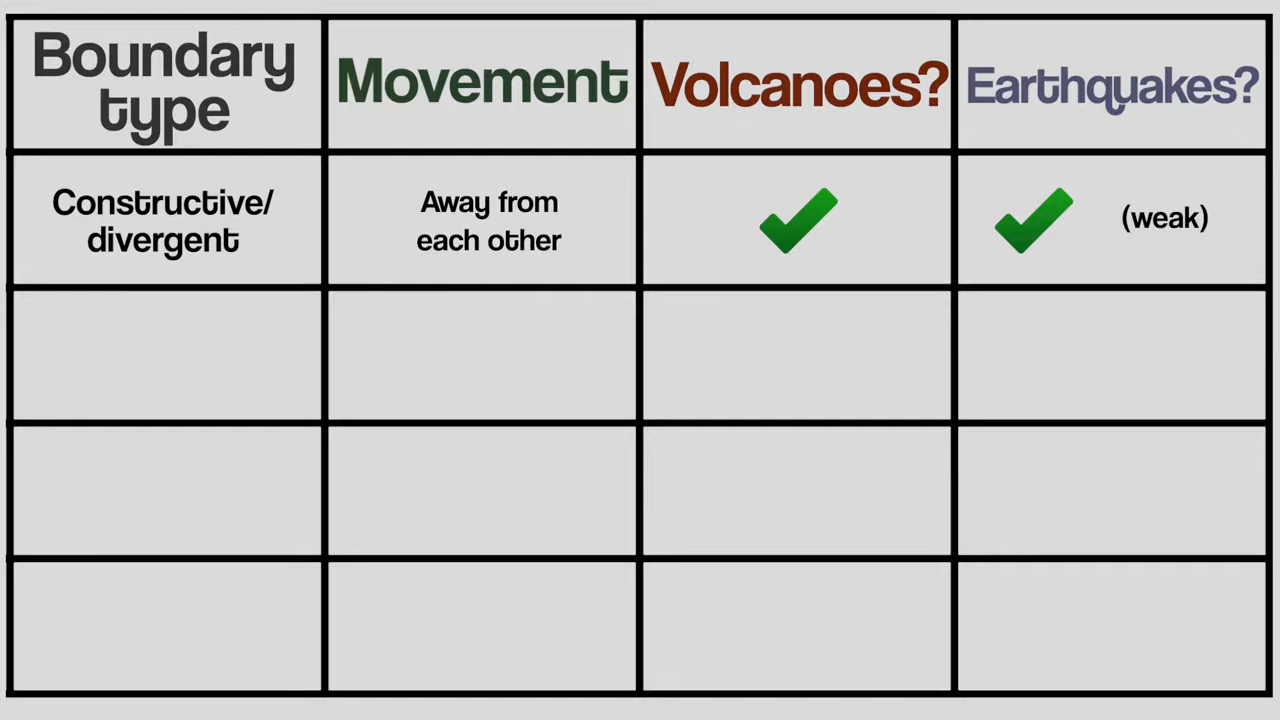 Boundary
type
Movement
Volcanoes?
Earthquakes?
Constructive/
divergent
Away from
each other
(weak)